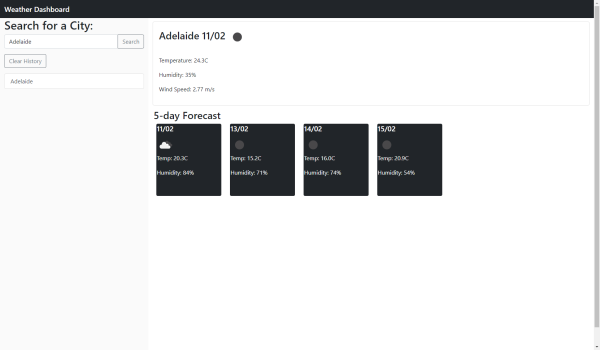 Weather Dashboard
Search for a City:
Adelaide
Search
Clear History
Adelaide
Adelaide 11/02
Temperature: 24.3C
Humidity: 35%
Wind Speed: 2.77 m/s
5-day Forecast
11/02
Temp: 20.3C
Humidity: 84%
13/02
Temp: 15.2C
Humidity: 71%
14/02
Temp: 16.0C
Humidity: 74%
15/02
Temp: 20.9C
Humidity: 54%